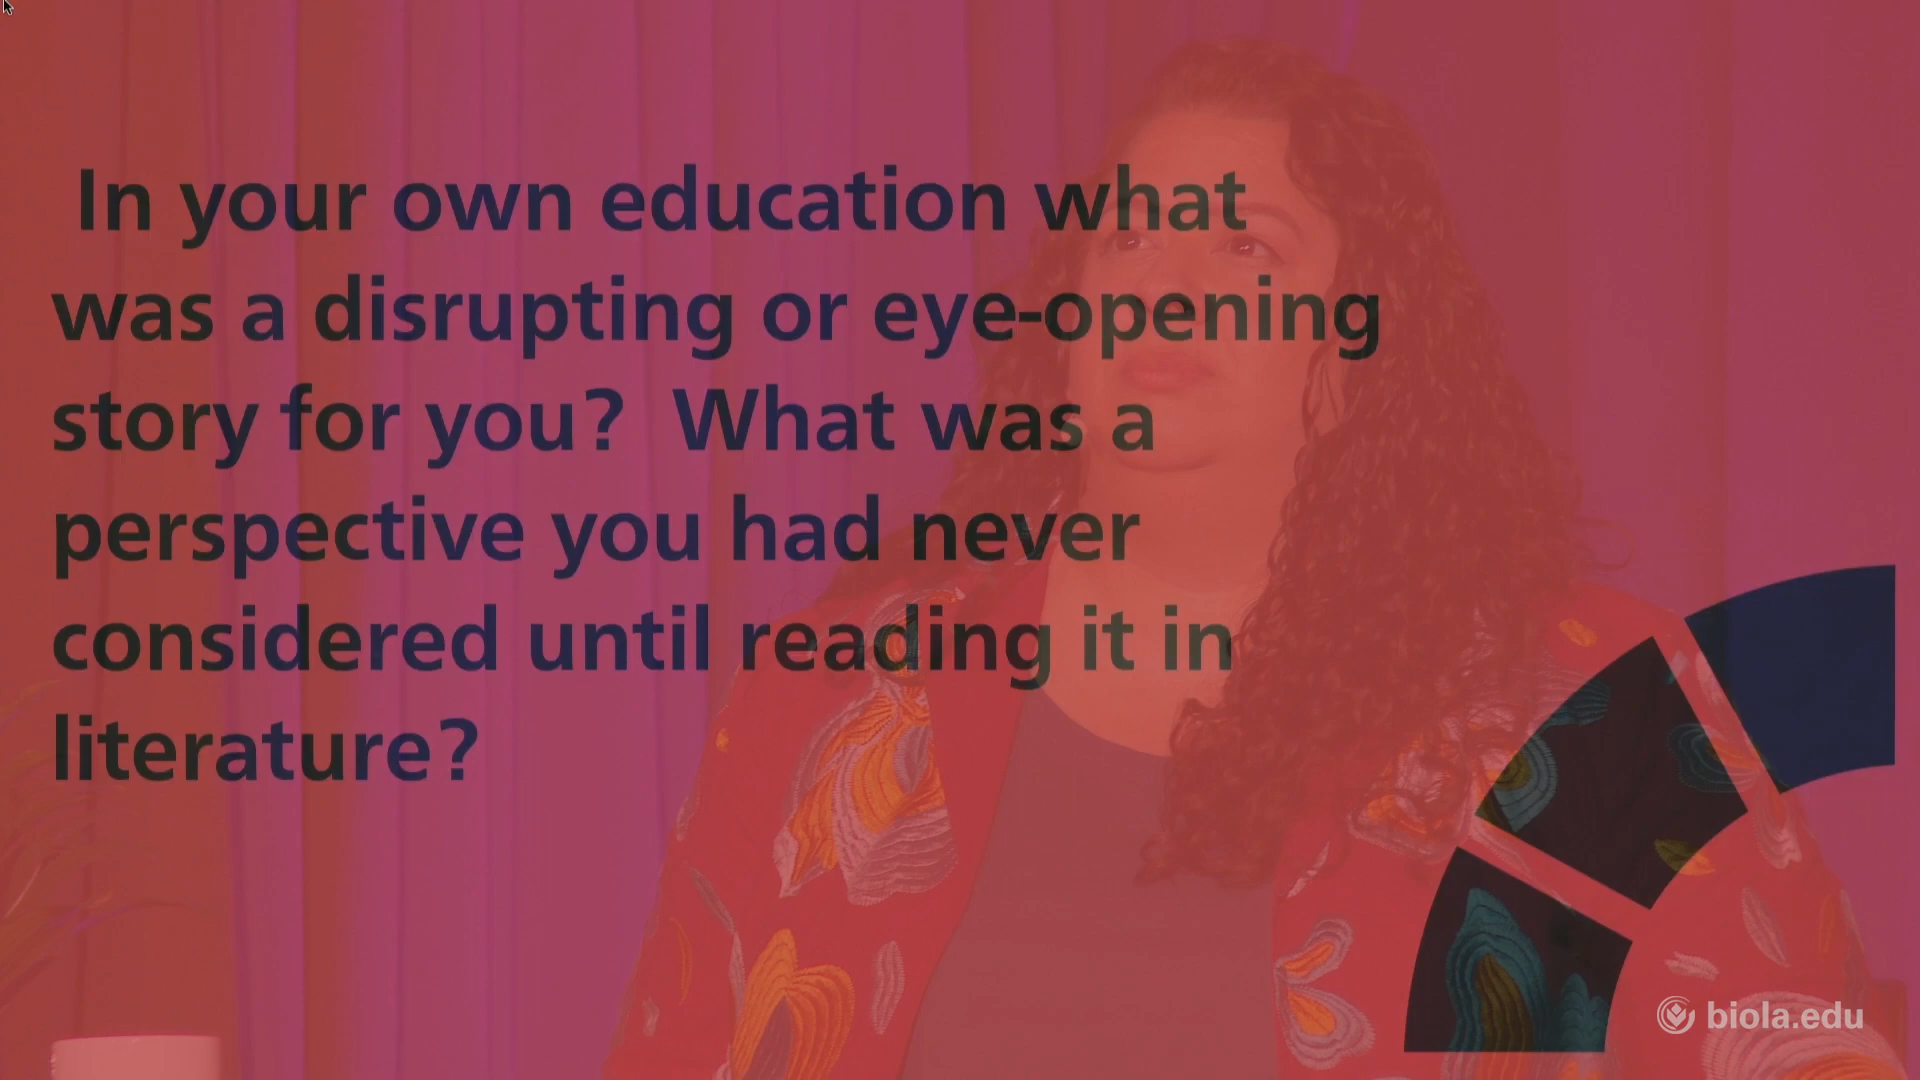 In your own education what
was a disrupting or eye-opening
story for you? What was a
perspective you had never
considered until reading it in
literature?
biola.edu